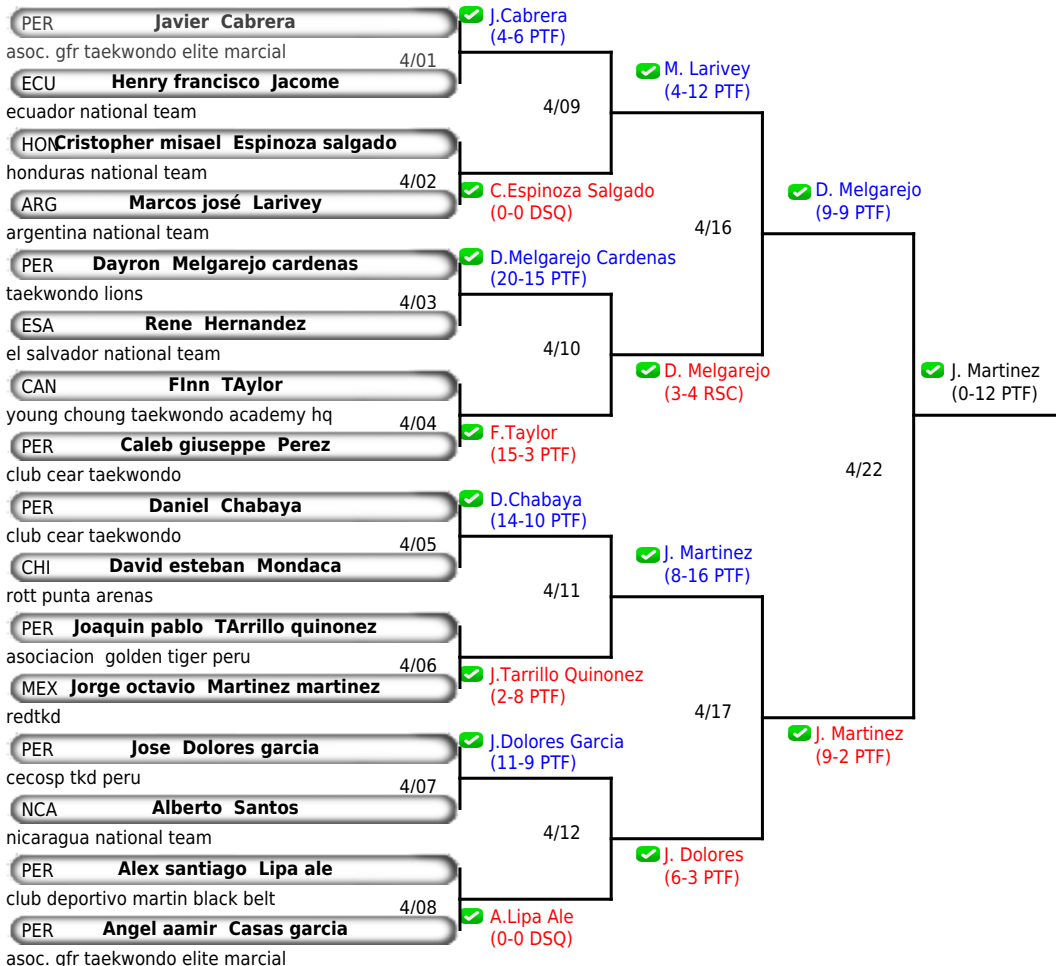 PER Javier Cabrera
asoc. gfr taekwondo elite marcial
4/01
ECU Henry francisco Jacome
ecuador national team
HON Cristopher misael Espinoza salgado
honduras national team
4/02
ARG Marcos josé Larivey
argentina national team
PER Dayron Melgarejo cardenas
taekwondo lions
4/03
ESA Rene Hernandez
el salvador national team
CAN FInn TAylor
young choung taekwondo academy hq
4/04
PER Caleb giuseppe Perez
club cear taekwondo
PER Daniel Chabaya
club cear taekwondo
4/05
CHI David esteban Mondaca
rott punta arenas
PER Joaquin pablo TArrillo quinonez
asociacion golden tiger peru
4/06
MEX Jorge octavio Martinez martinez
redtkd
PER Jose Dolores garcia
cecosp tkd peru
4/07
NCA Alberto Santos
nicaragua national team
PER Alex santiago Lipa ale
club deportivo martin black belt
4/08
PER Angel aamir Casas garcia
asoc. gfr taekwondo elite marcial
J.Cabrera
(4-6 PTF)
4/09
C.Espinoza Salgado
(0-0 DSQ)
D.Melgarejo Cardenas
(20-15 PTF)
4/10
F.Taylor
(15-3 PTF)
D.Chabaya
(14-10 PTF)
4/11
J.Tarrillo Quinonez
(2-8 PTF)
J.Dolores Garcia
(11-9 PTF)
4/12
A.Lipa Ale
(0-0 DSQ)
M. Larivey
(4-12 PTF)
4/16
D. Melgarejo
(3-4 RSC)
J. Martinez
(8-16 PTF)
4/17
J. Dolores
(6-3 PTF)
D. Melgarejo
(9-9 PTF)
4/22
J. Martinez
(9-2 PTF)
J. Martinez
(0-12 PTF)